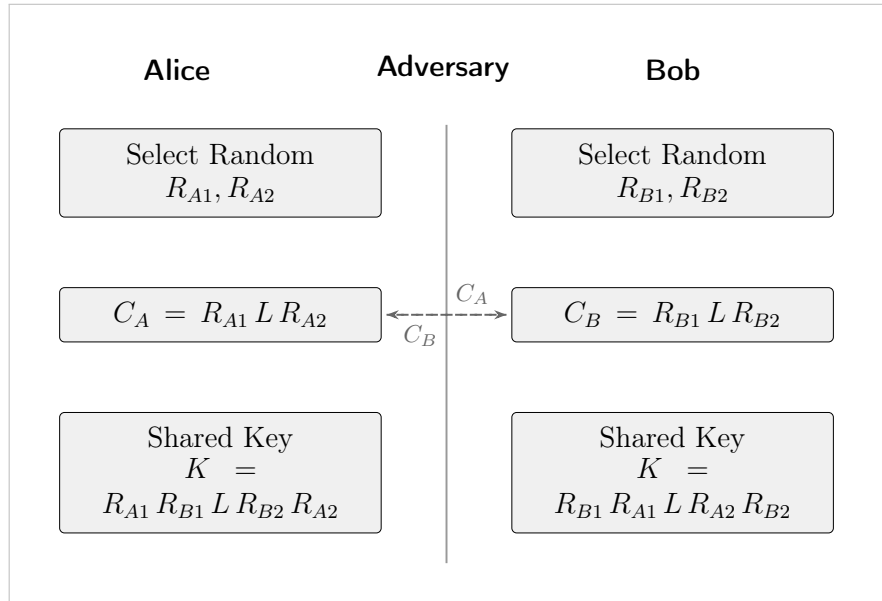 Alice
Adversary
Bob
Select Random
R_{A1}, R_{A2}
Select Random
R_{B1}, R_{B2}
C_A = R_{A1} L R_{A2}
C_A
C_B
C_B = R_{B1} L R_{B2}
Shared Key
K =
R_{A1} R_{B1} L R_{B2} R_{A2}
Shared Key
K =
R_{B1} R_{A1} L R_{A2} R_{B2}